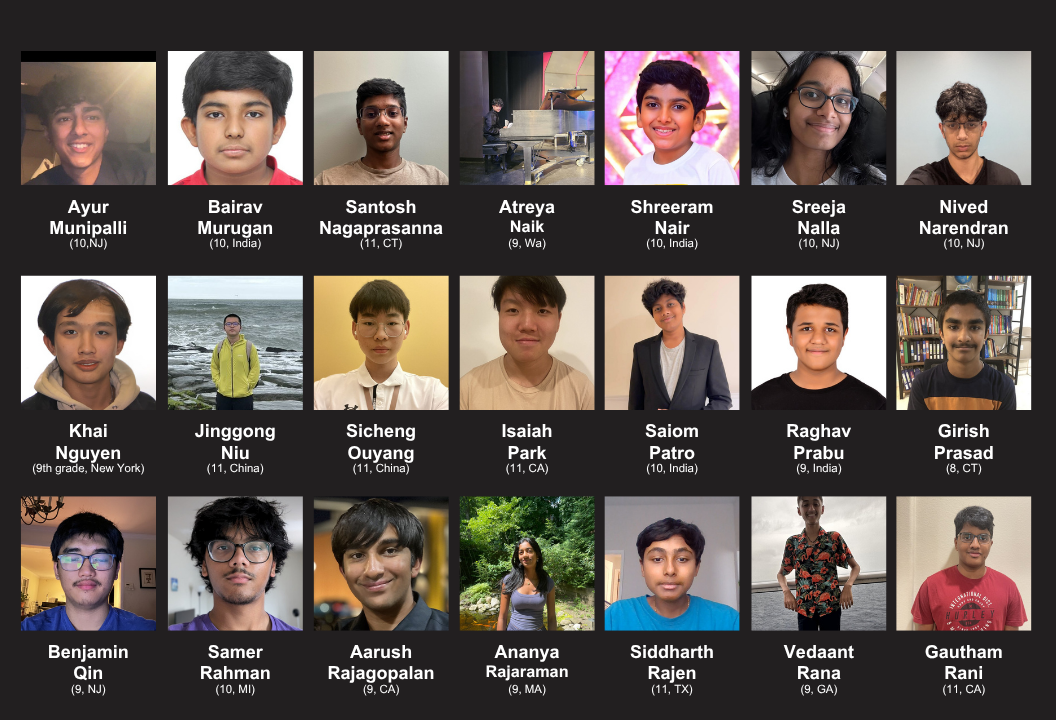 Ayur
Munipalli
(10,NJ)
Bairav
Murugan
(10, India)
Santosh
Nagaprasanna
(11, CT)
Atreya
Naik
(9, Wa)
Shreeram
Nair
(10, India)
Sreeja
Nalla
(10, NJ)
Nived
Narendran
(10, NJ)
Khai
Nguyen
(9th grade, New York)
Jinggong
Niu
(11, China)
Sicheng
Ouyang
(11, China)
Isaiah
Park
(11, CA)
Saiom
Patro
(10, India)
Raghav
Prabu
(9, India)
Girish
Prasad
(8, CT)
Benjamin
Qin
(9, NJ)
Samer
Rahman
(10, MI)
Aarush
Rajagopalan
(9, CA)
Ananya
Rajaraman
(9, MA)
Siddharth
Rajen
(11, TX)
Vedaant
Rana
(9, GA)
Gautham
Rani
(11, CA)